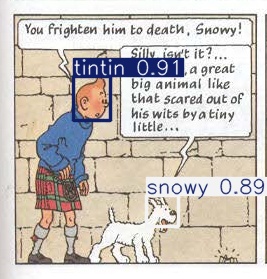 You frighten him to death, Snowy!
Silly, isn't it?...
, a great
big animal like
that scared out of
his wits by a tiny
little...
tintin 0.91
snowy 0.89